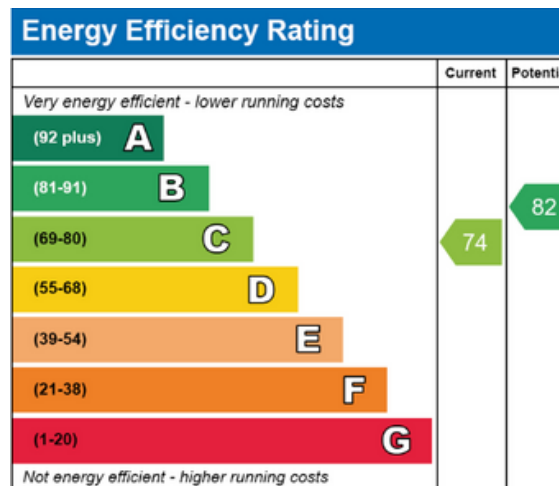 Energy Efficiency Rating
Current Potenti
Very energy efficient - lower running costs
(92 plus) A
(81-91) B
82
(69-80) C
74
(55-68) D
(39-54) E
(21-38) F
(1-20) G
Not energy efficient - higher running costs